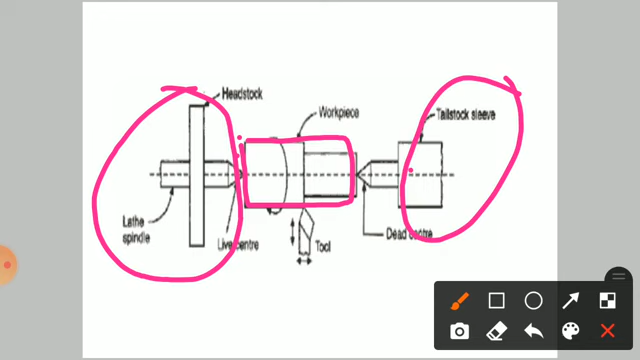 Headstock
Workpiece
Tailstock sleeve
Lathe
spindle
Live centre
Tool
Dead centre